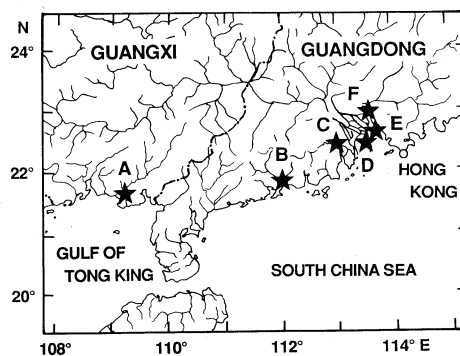 N
24°
GUANGXI
GUANGDONG
F
E
C
D
B
A
22°
HONG
KONG
GULF OF
TONG KING
SOUTH CHINA SEA
20°
108°
110°
112°
114° E